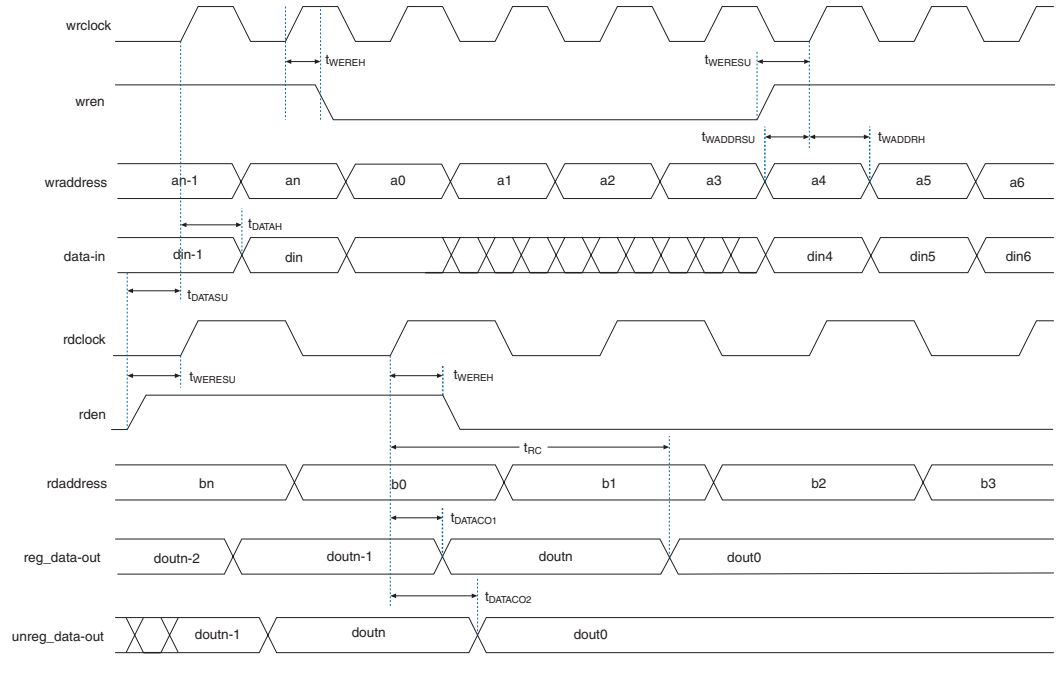 wrclock
tWEREH tWERESU
wren
tWADDRSU tWADDRH
wraddress an-1 an a0 a1 a2 a3 a4 a5 a6
tDATAH
data-in din-1 din din4 din5 din6
tDATASU
rdclock
tWERESU tWEREH
rden
tRC
rdaddress bn b0 b1 b2 b3
tDATACO1
reg_data-out doutn-2 doutn-1 doutn dout0
tDATACO2
unreg_data-out doutn-1 doutn dout0